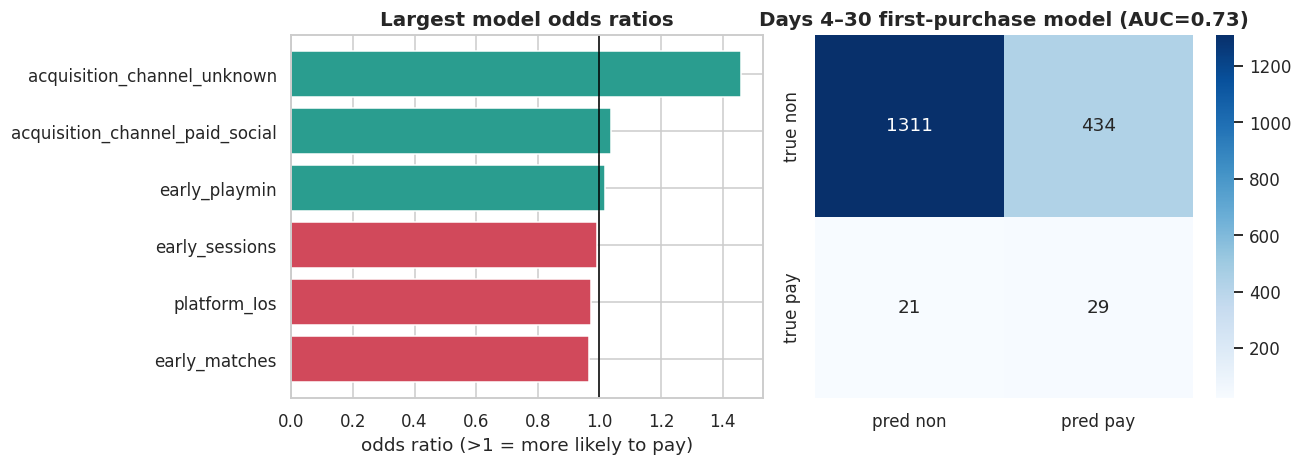 Largest model odds ratios
acquisition_channel_unknown
acquisition_channel_paid_social
early_playmin
early_sessions
platform_Ios
early_matches
0.0 0.2 0.4 0.6 0.8 1.0 1.2 1.4
odds ratio (>1 = more likely to pay)
Days 4–30 first-purchase model (AUC=0.73)
true non
true pay
1311 434
21 29
pred non pred pay
1200
1000
800
600
400
200